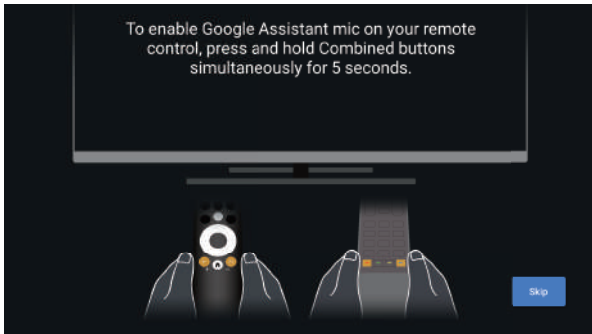 To enable Google Assistant mic on your remote
control, press and hold Combined buttons
simultaneously for 5 seconds.
Skip